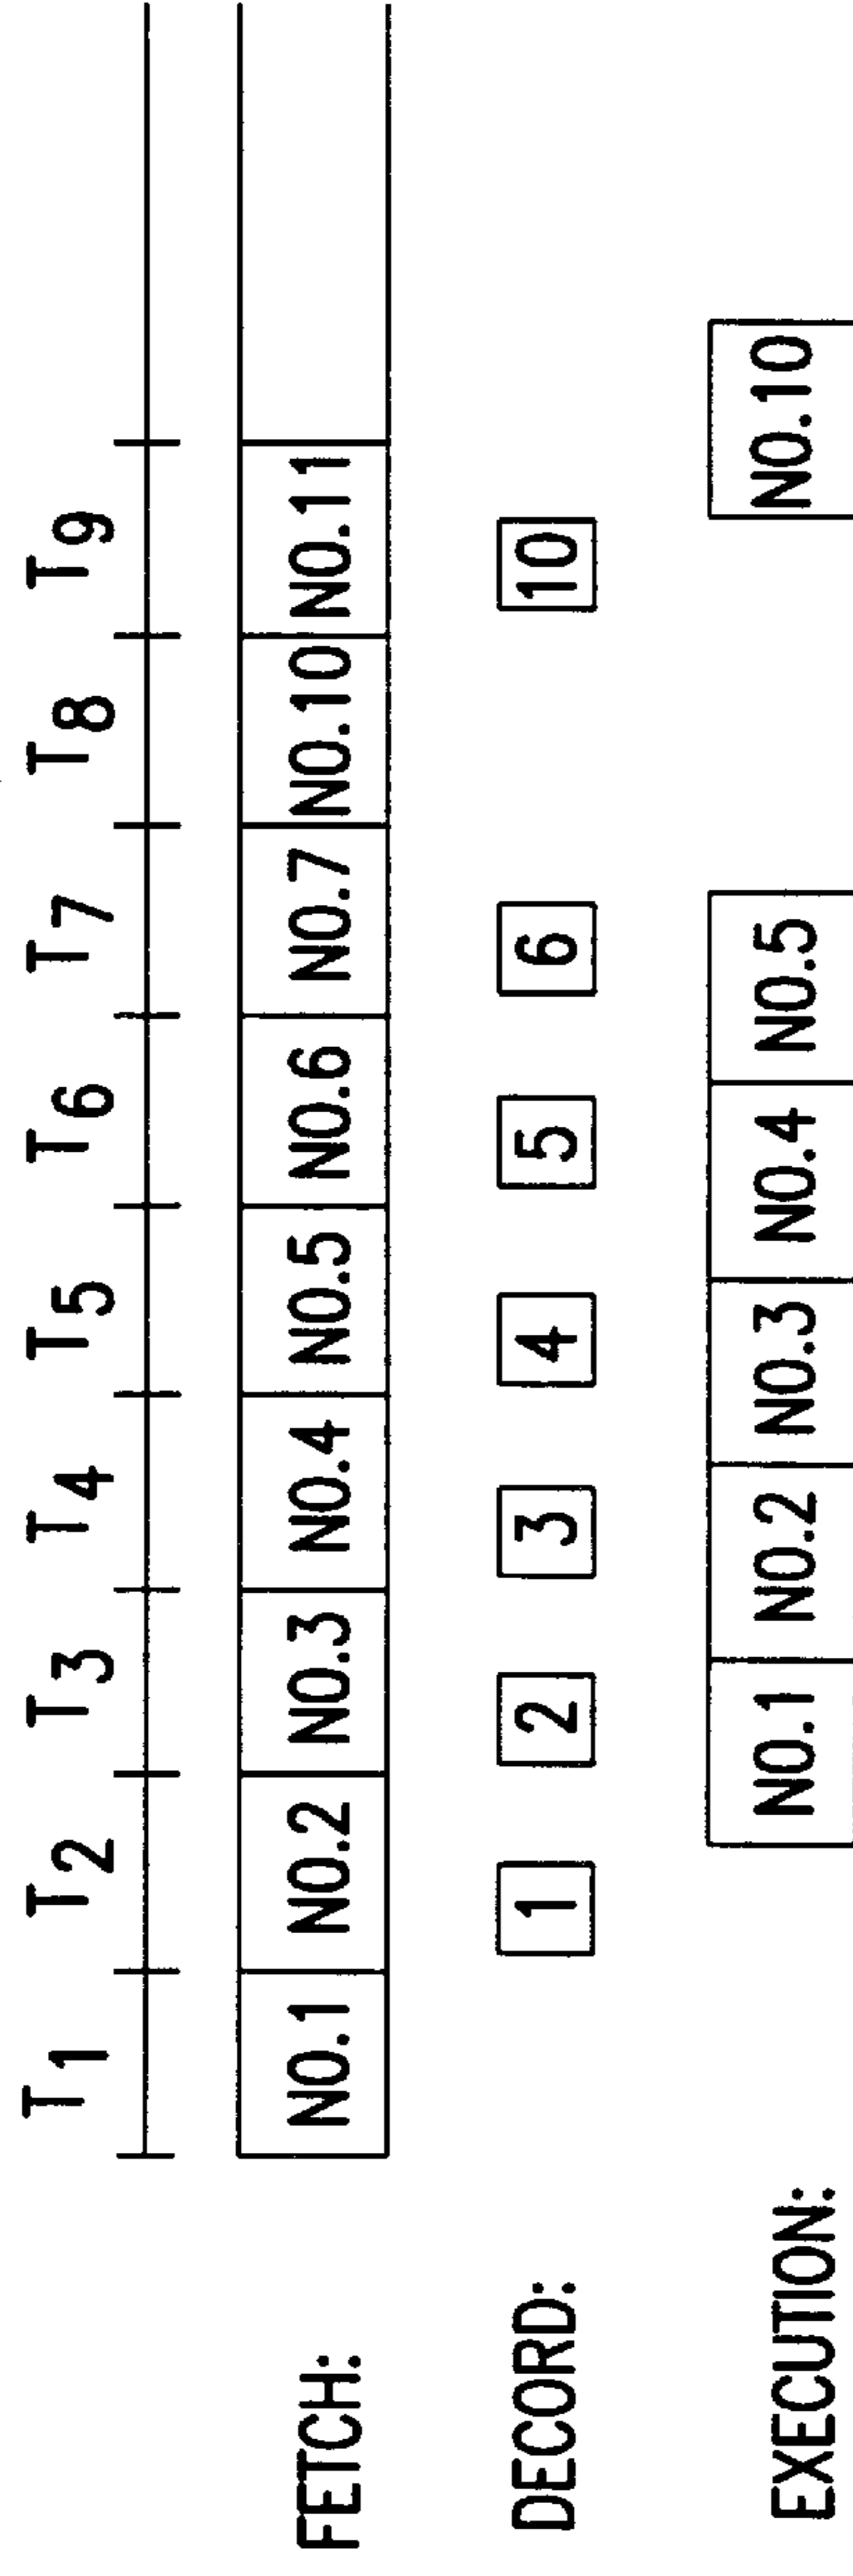 T1 T2 T3 T4 T5 T6 T7 T8 T9
FETCH: NO.1 NO.2 NO.3 NO.4 NO.5 NO.6 NO.7 NO.10 NO.11
DECORD: 1 2 3 4 5 6 10
EXECUTION: NO.1 NO.2 NO.3 NO.4 NO.5 NO.10